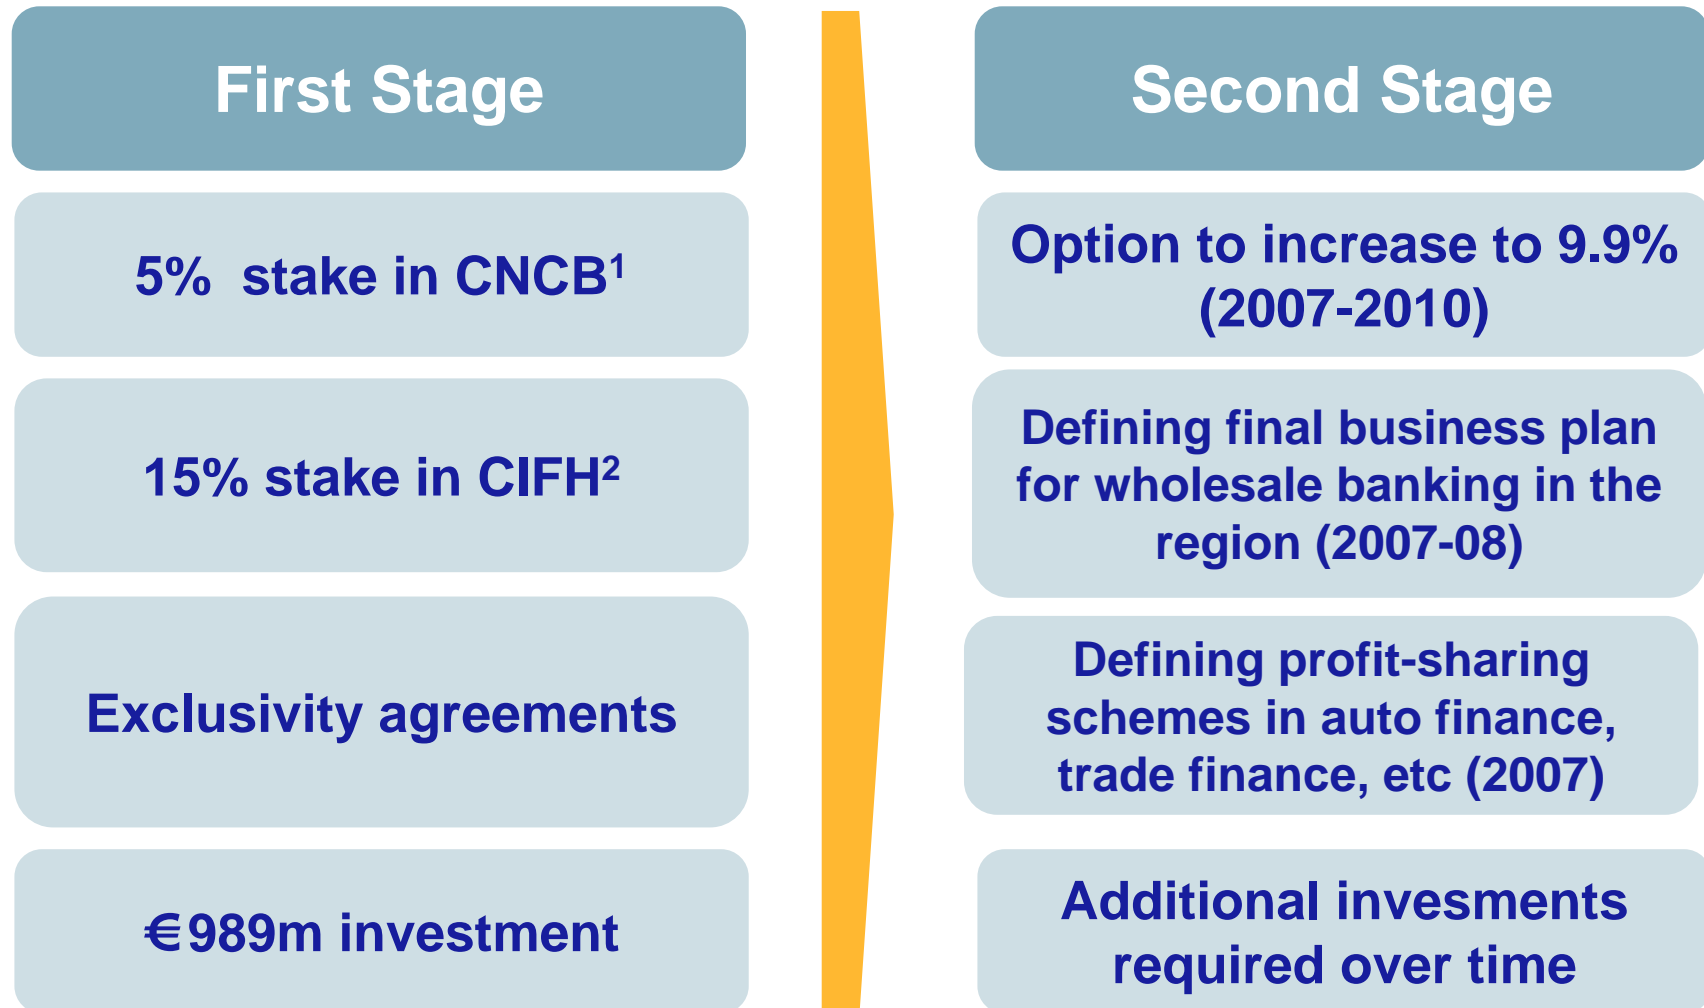 First Stage
5%  stake in CNCB¹
15% stake in CIFH²
Exclusivity agreements
€989m investment
Second Stage
Option to increase to 9.9%
(2007-2010)
Defining final business plan
for wholesale banking in the
region (2007-08)
Defining profit-sharing
schemes in auto finance,
trade finance, etc (2007)
Additional invesments
required over time